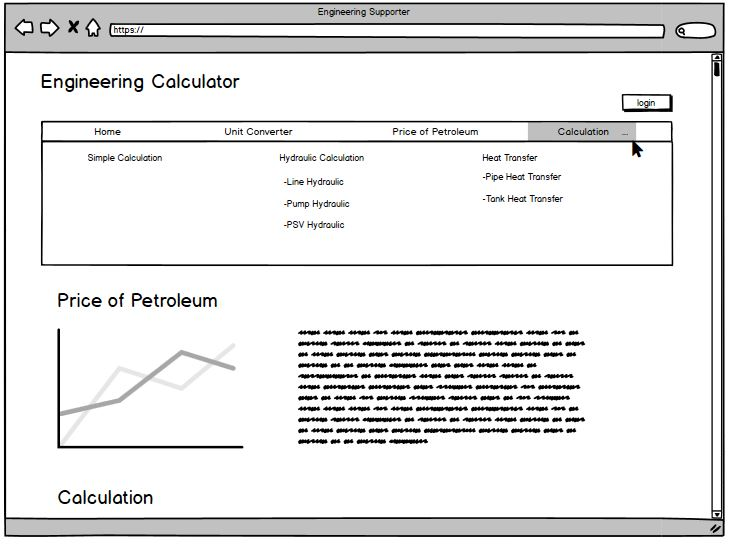 Engineering Supporter
https://
Engineering Calculator
login
Home Unit Converter Price of Petroleum Calculation ...
Simple Calculation Hydraulic Calculation Heat Transfer
-Line Hydraulic -Pipe Heat Transfer
-Pump Hydraulic -Tank Heat Transfer
-PSV Hydraulic
Price of Petroleum
Calculation